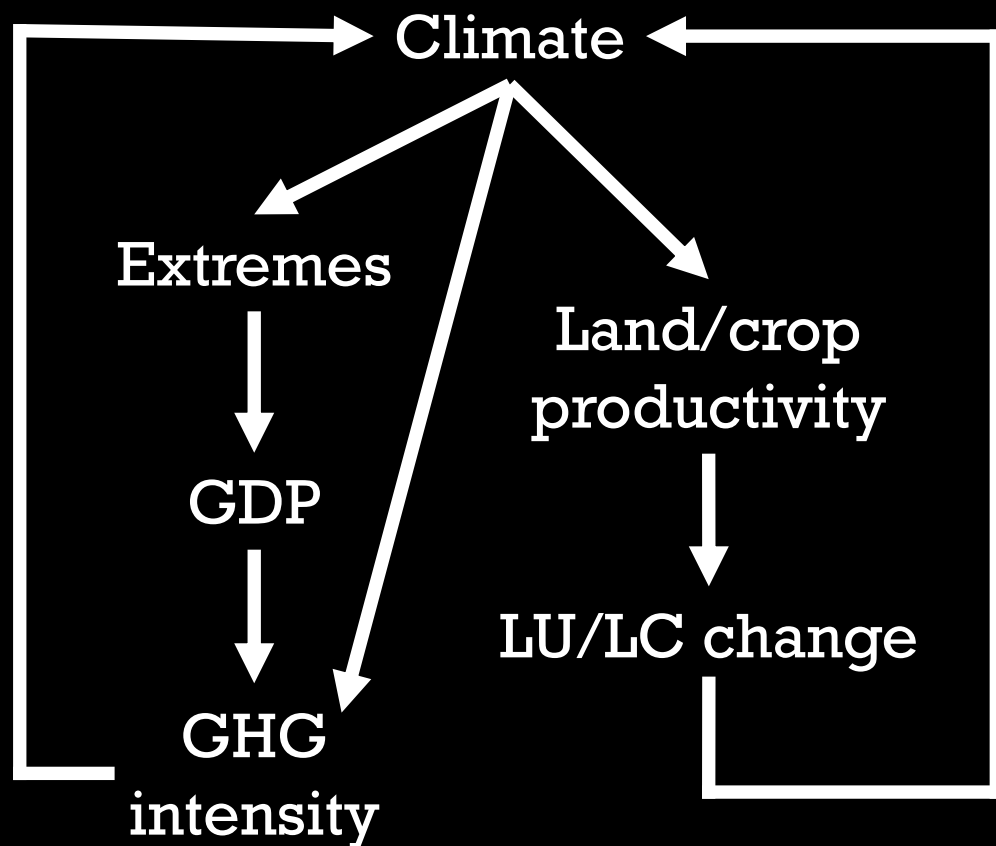 Climate
Extremes
Land/crop
productivity
GDP
LU/LC change
GHG
intensity